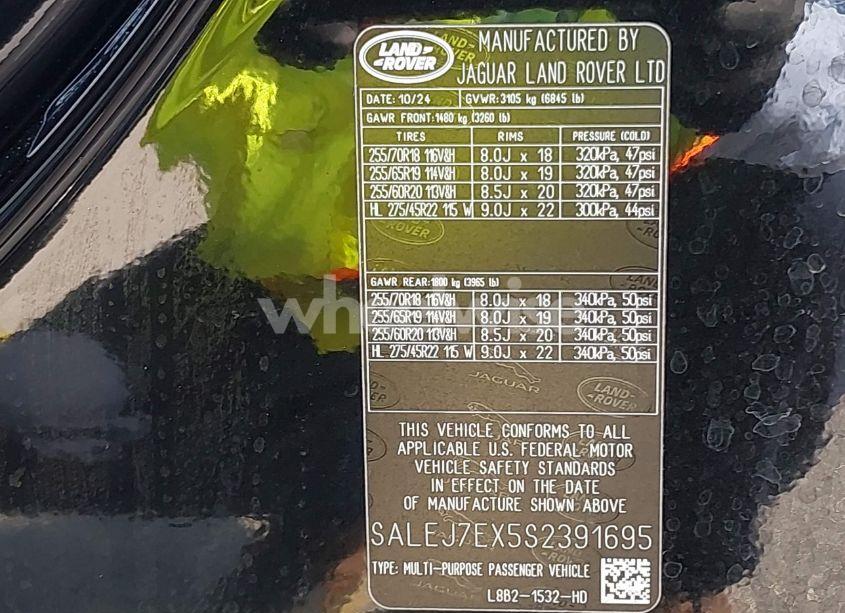 LAND
ROVER
MANUFACTURED BY
JAGUAR LAND ROVER LTD
DATE: 10/24 GVWR: 3105 kg (6845 lb)
GAWR FRONT: 1480 kg (3260 lb)
TIRES RIMS PRESSURE (COLD)
255/70R18 116V&H 8.0J x 18 320kPa, 47psi
255/65R19 114V&H 8.0J x 19 320kPa, 47psi
255/60R20 113V&H 8.5J x 20 320kPa, 47psi
HL 275/45R22 115 W 9.0J x 22 300kPa, 44psi
LAND ROVER
GAWR REAR: 1800 kg (3965 lb)
255/70R18 116V&H 8.0J x 18 340kPa, 50psi
255/65R19 114V&H 8.0J x 19 340kPa, 50psi
255/60R20 113V&H 8.5J x 20 340kPa, 50psi
HL 275/45R22 115 W 9.0J x 22 340kPa, 50psi
JAGUAR
LAND
ROVER
THIS VEHICLE CONFORMS TO ALL
APPLICABLE U.S. FEDERAL MOTOR
VEHICLE SAFETY STANDARDS
IN EFFECT ON THE DATE
OF MANUFACTURE SHOWN ABOVE
SALEJ7EX5S2391695
TYPE: MULTI-PURPOSE PASSENGER VEHICLE
L8B2-1532-HD